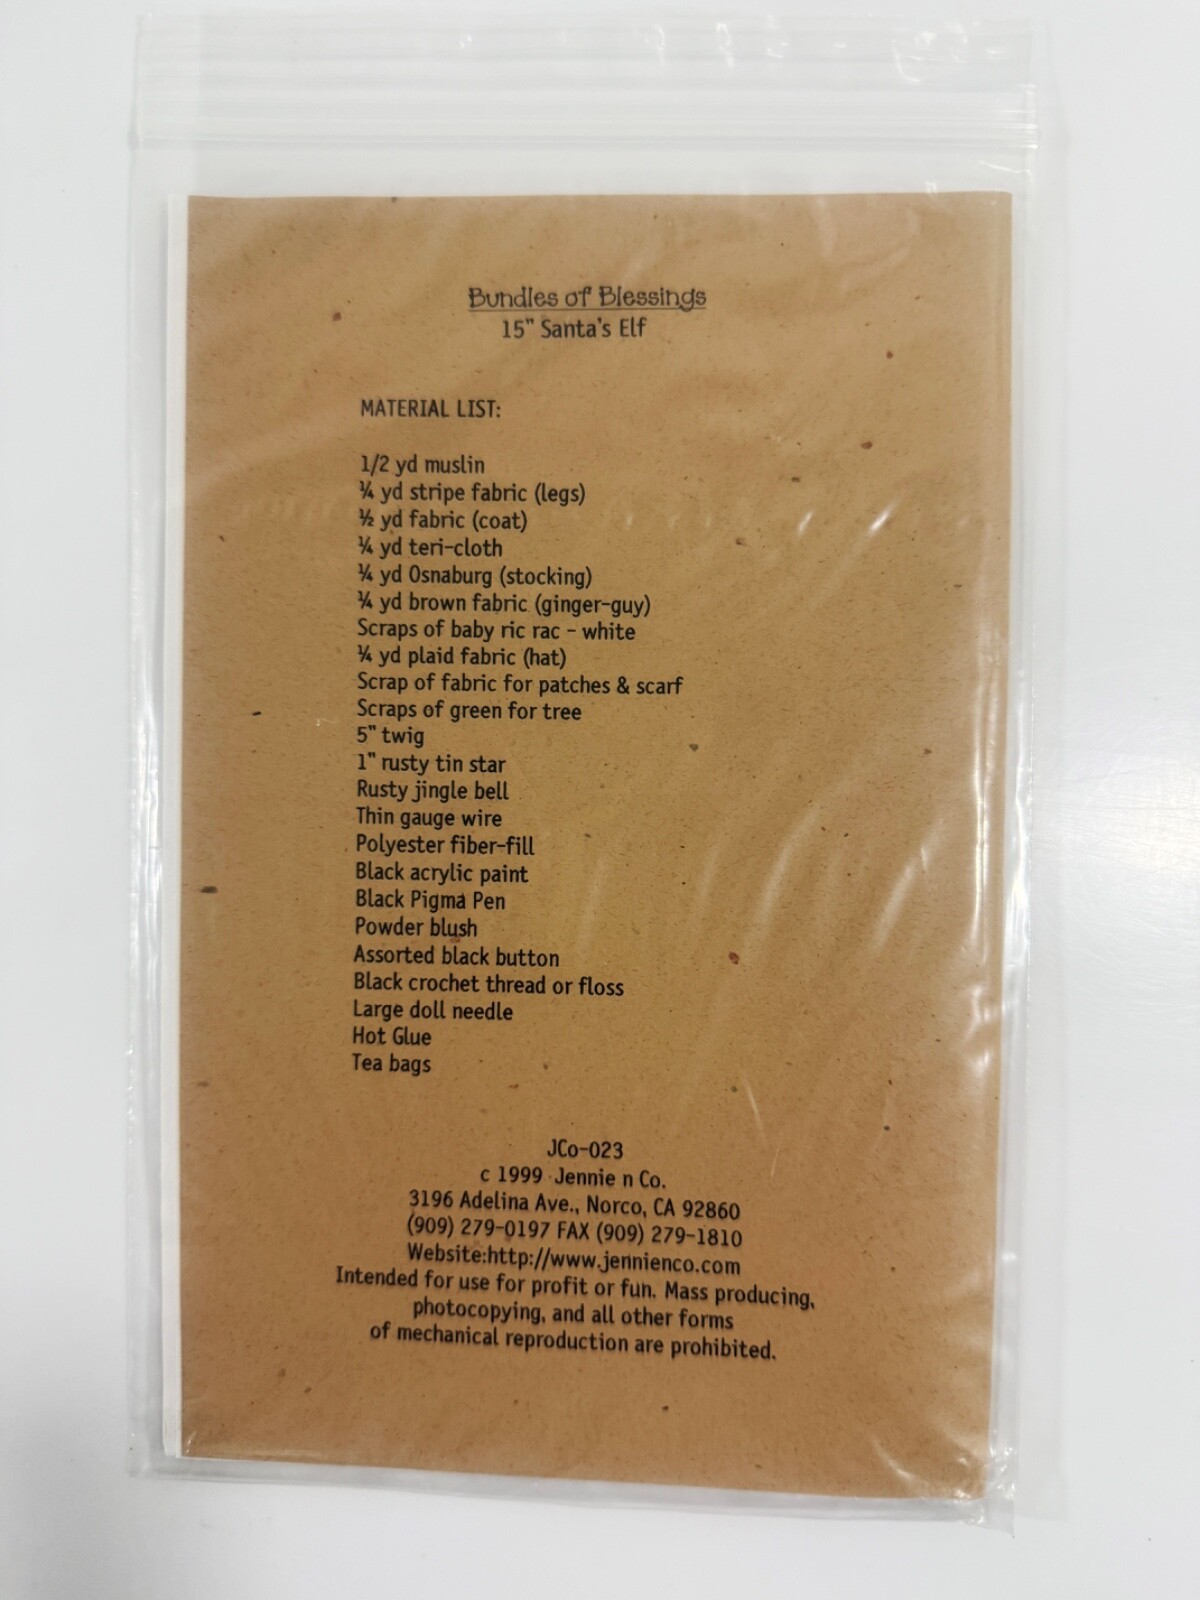 Bundles of Blessings
15" Santa's Elf
MATERIAL LIST:
1/2 yd muslin
¼ yd stripe fabric (legs)
½ yd fabric (coat)
¼ yd teri-cloth
¼ yd Osnaburg (stocking)
¼ yd brown fabric (ginger-guy)
Scraps of baby ric rac - white
¼ yd plaid fabric (hat)
Scrap of fabric for patches & scarf
Scraps of green for tree
5" twig
1" rusty tin star
Rusty jingle bell
Thin gauge wire
Polyester fiber-fill
Black acrylic paint
Black Pigma Pen
Powder blush
Assorted black button
Black crochet thread or floss
Large doll needle
Hot Glue
Tea bags
JCo-023
c 1999 Jennie n Co.
3196 Adelina Ave., Norco, CA 92860
(909) 279-0197 FAX (909) 279-1810
Website:http://www.jennienco.com
Intended for use for profit or fun. Mass producing,
photocopying, and all other forms
of mechanical reproduction are prohibited.